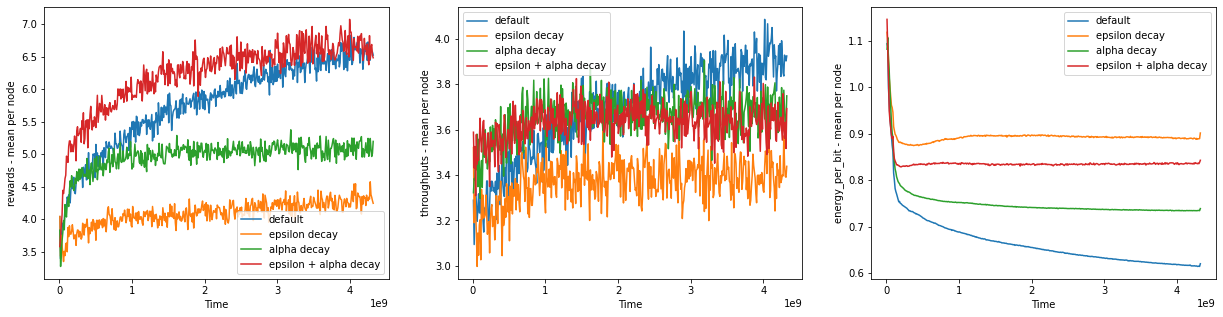 rewards - mean per node
7.0
6.5
6.0
5.5
5.0
4.5
4.0
3.5
0
1
2
3
4
1e9
Time
default
epsilon decay
alpha decay
epsilon + alpha decay
throughputs - mean per node
4.0
3.8
3.6
3.4
3.2
3.0
0
1
2
3
4
1e9
Time
default
epsilon decay
alpha decay
epsilon + alpha decay
energy_per_bit - mean per node
1.1
1.0
0.9
0.8
0.7
0.6
0
1
2
3
4
1e9
Time
default
epsilon decay
alpha decay
epsilon + alpha decay